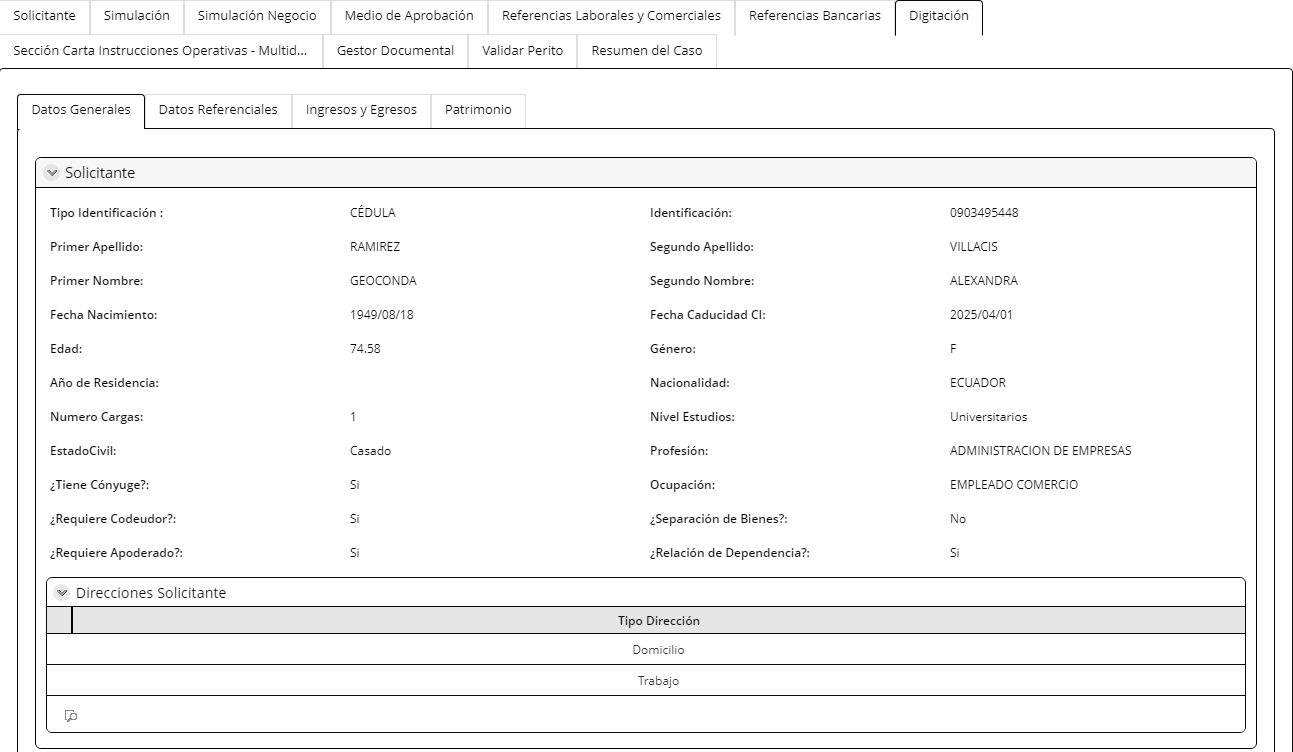 Solicitante Simulación Simulación Negocio Medio de Aprobación Referencias Laborales y Comerciales Referencias Bancarias Digitación
Sección Carta Instrucciones Operativas - Multid... Gestor Documental Validar Perito Resumen del Caso
Datos Generales Datos Referenciales Ingresos y Egresos Patrimonio
Solicitante
Tipo Identificación : CÉDULA Identificación: 0903495448
Primer Apellido: RAMIREZ Segundo Apellido: VILLACIS
Primer Nombre: GEOCONDA Segundo Nombre: ALEXANDRA
Fecha Nacimiento: 1949/08/18 Fecha Caducidad CI: 2025/04/01
Edad: 74.58 Género: F
Año de Residencia: Nacionalidad: ECUADOR
Numero Cargas: 1 Nivel Estudios: Universitarios
EstadoCivil: Casado Profesión: ADMINISTRACION DE EMPRESAS
¿Tiene Cónyuge?: Si Ocupación: EMPLEADO COMERCIO
¿Requiere Codeudor?: Si ¿Separación de Bienes?: No
¿Requiere Apoderado?: Si ¿Relación de Dependencia?: Si
Direcciones Solicitante
Tipo Dirección
Domicilio
Trabajo